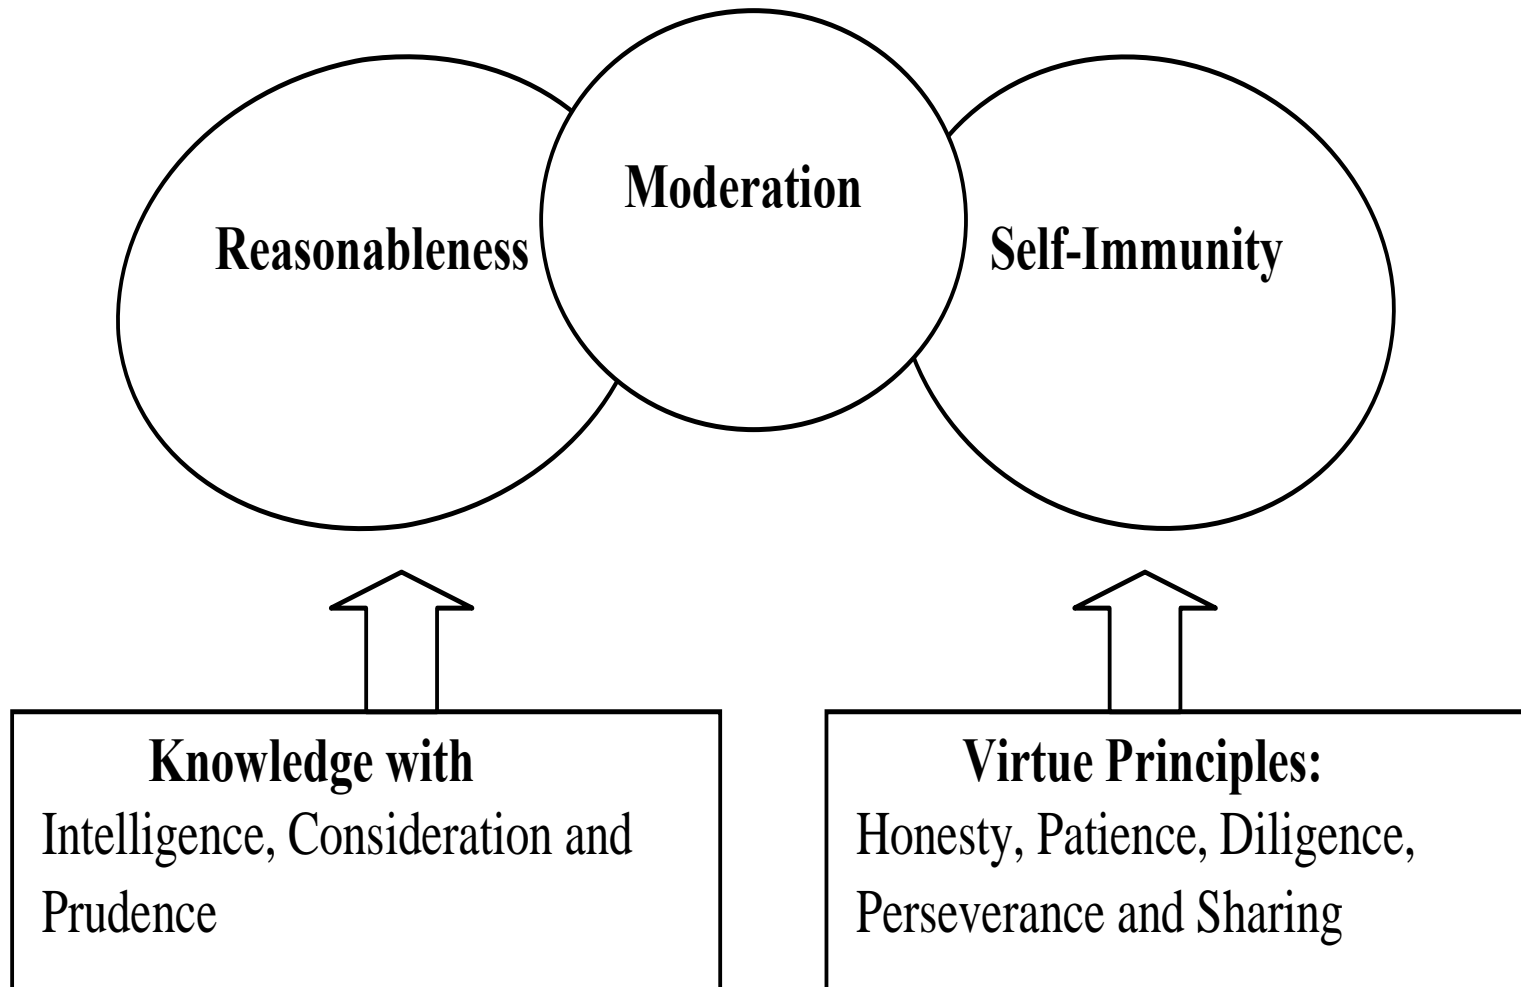 Moderation
Reasonableness
Self-Immunity
Knowledge with
Intelligence, Consideration and
Prudence
Virtue Principles:
Honesty, Patience, Diligence,
Perseverance and Sharing